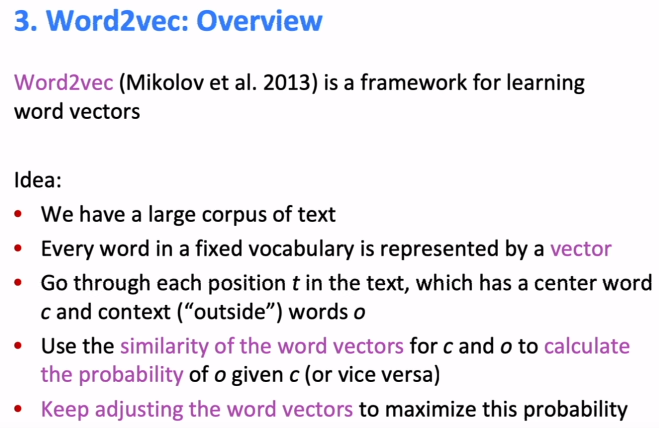 3. Word2vec: Overview
Word2vec (Mikolov et al. 2013) is a framework for learning
word vectors
Idea:
• We have a large corpus of text
• Every word in a fixed vocabulary is represented by a vector
• Go through each position t in the text, which has a center word
c and context (“outside”) words o
• Use the similarity of the word vectors for c and o to calculate
the probability of o given c (or vice versa)
• Keep adjusting the word vectors to maximize this probability